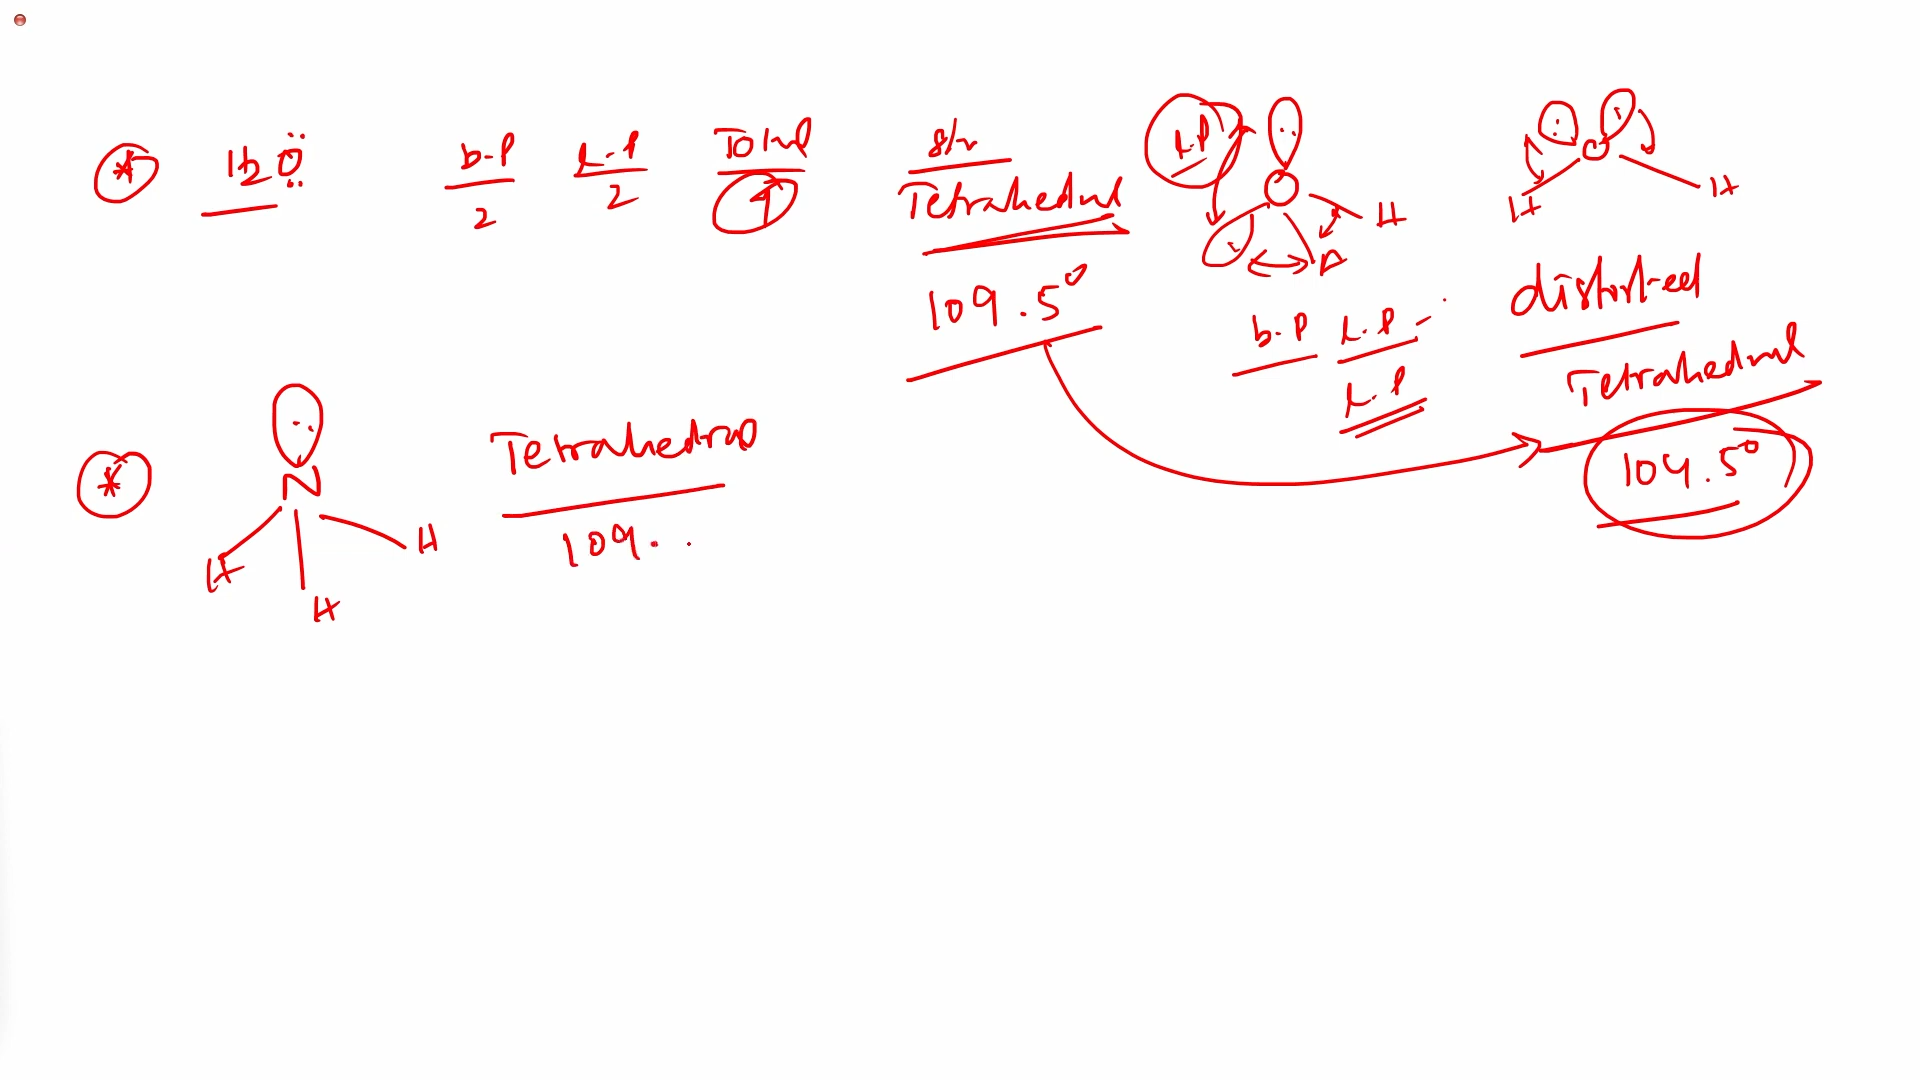 * H2O b.p l.p Total str
2 2 4 Tetrahedral
109.5°
l.p
H
H
O
H H
b.p l.p -
l.p
distorted
Tetrahedral
104.5°
* N
H H
H
Tetrahedral
109.